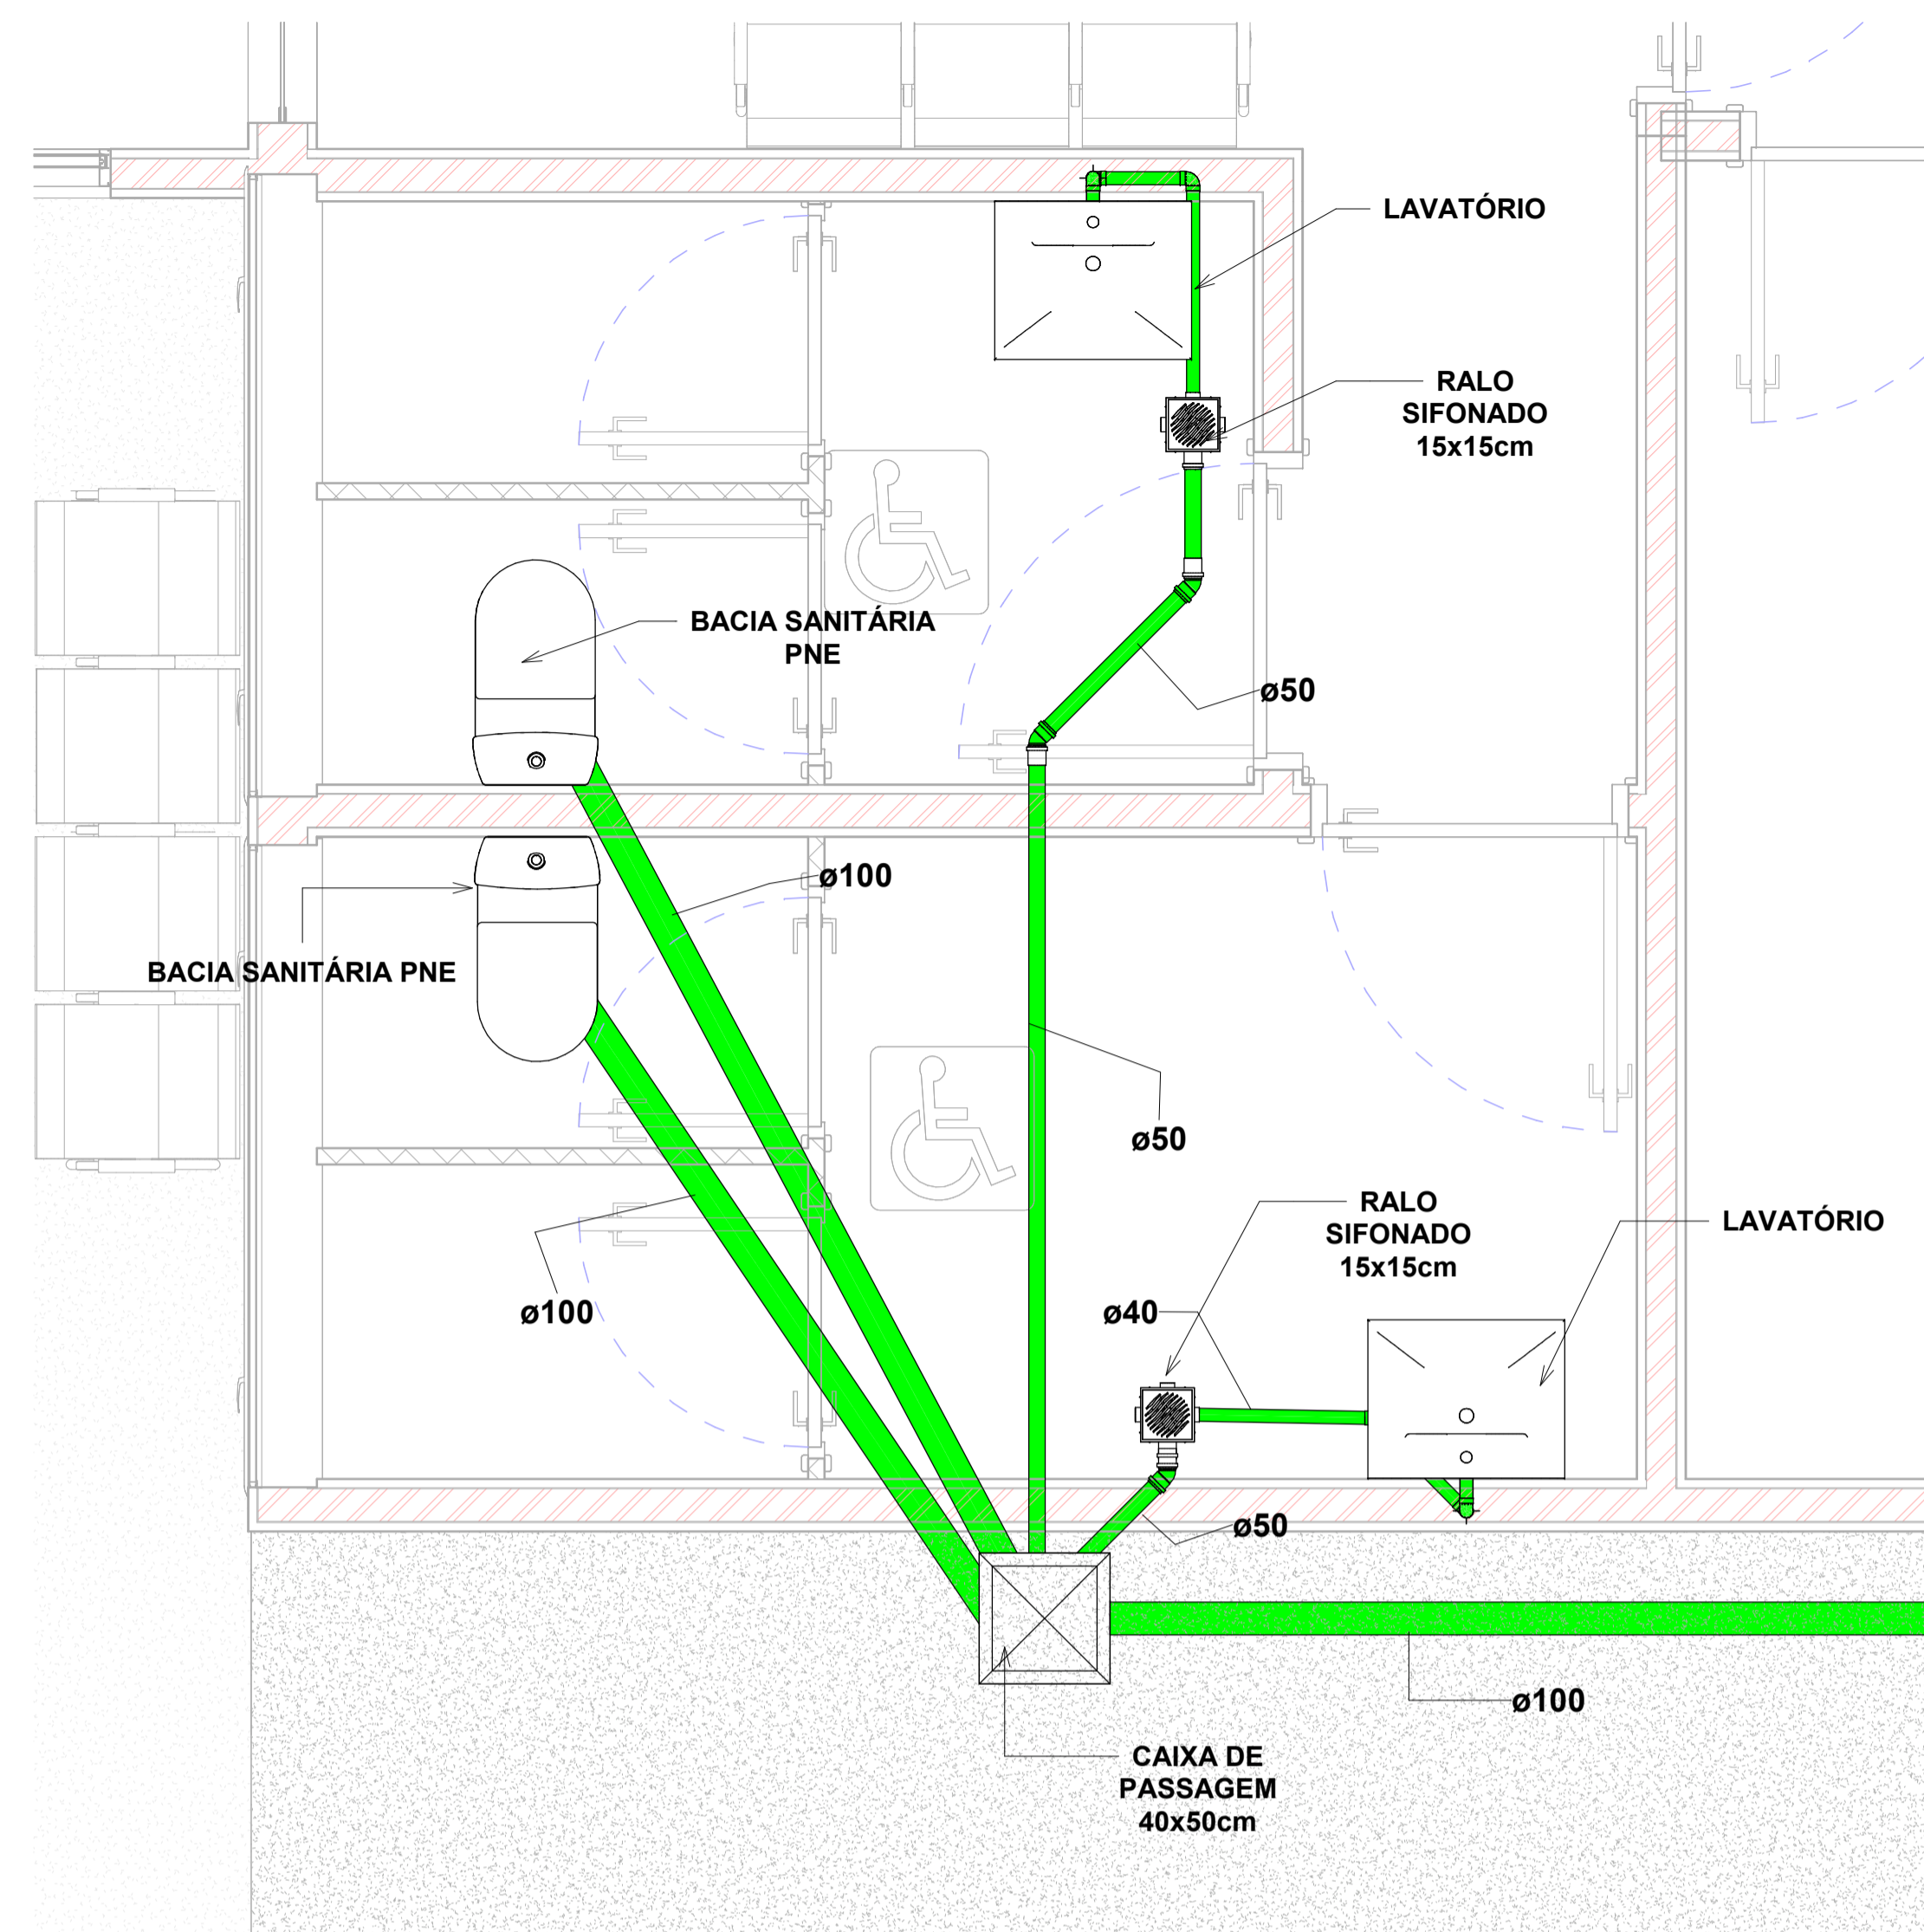 LAVATÓRIO
RALO
SIFONADO
15x15cm
BACIA SANITÁRIA
PNE
ø50
ø100
BACIA SANITÁRIA PNE
ø50
RALO
SIFONADO
15x15cm
LAVATÓRIO
ø100
ø40
ø50
ø100
CAIXA DE
PASSAGEM
40x50cm